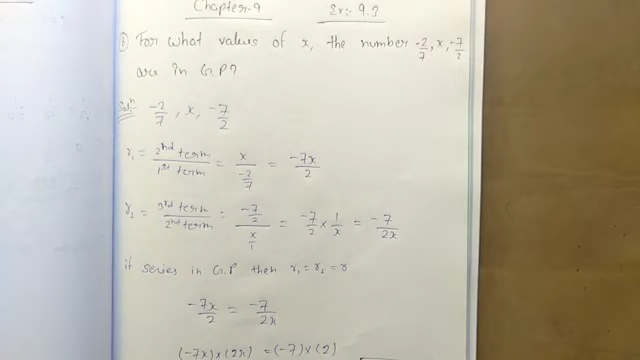 Chapter-9 Ex:- 9.3
⑥ For what values of x, the number -2/7, x, -7/2
are in G.P?
Solⁿ: -2/7, x, -7/2
r₁ = 2nd term/1st term = x/(-2/7) = -7x/2
r₂ = 3rd term/2nd term = (-7/2)/(x/1) = -7/2 × 1/x = -7/2x
if series in G.P then r₁ = r₂ = r
-7x/2 = -7/2x
(-7x)×(2x) = (-7)×(2)